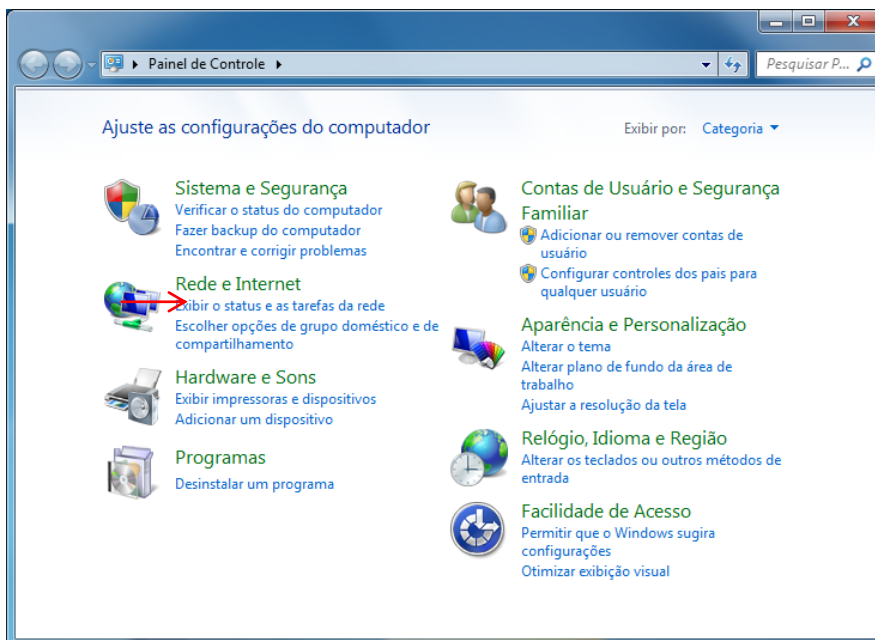 Painel de Controle
Pesquisar P...
Ajuste as configurações do computador
Exibir por: Categoria
Sistema e Segurança
Verificar o status do computador
Fazer backup do computador
Encontrar e corrigir problemas
Rede e Internet
Exibir o status e as tarefas da rede
Escolher opções de grupo doméstico e de
compartilhamento
Hardware e Sons
Exibir impressoras e dispositivos
Adicionar um dispositivo
Programas
Desinstalar um programa
Contas de Usuário e Segurança
Familiar
Adicionar ou remover contas de
usuário
Configurar controles dos pais para
qualquer usuário
Aparência e Personalização
Alterar o tema
Alterar plano de fundo da área de
trabalho
Ajustar a resolução da tela
Relógio, Idioma e Região
Alterar os teclados ou outros métodos de
entrada
Facilidade de Acesso
Permitir que o Windows sugira
configurações
Otimizar exibição visual